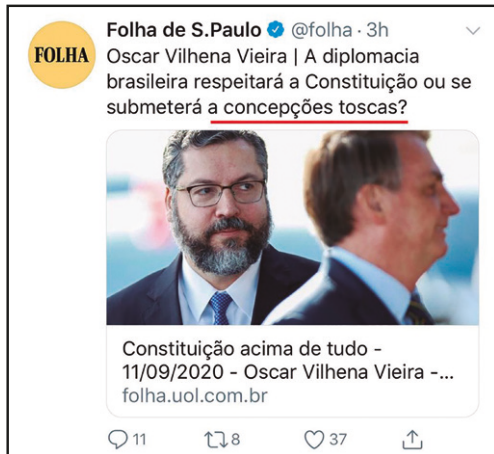 Folha de S.Paulo @folha · 3h
FOLHA
Oscar Vilhena Vieira | A diplomacia
brasileira respeitará a Constituição ou se
submeterá a concepções toscas?
Constituição acima de tudo -
11/09/2020 - Oscar Vilhena Vieira -...
folha.uol.com.br
11 8 37